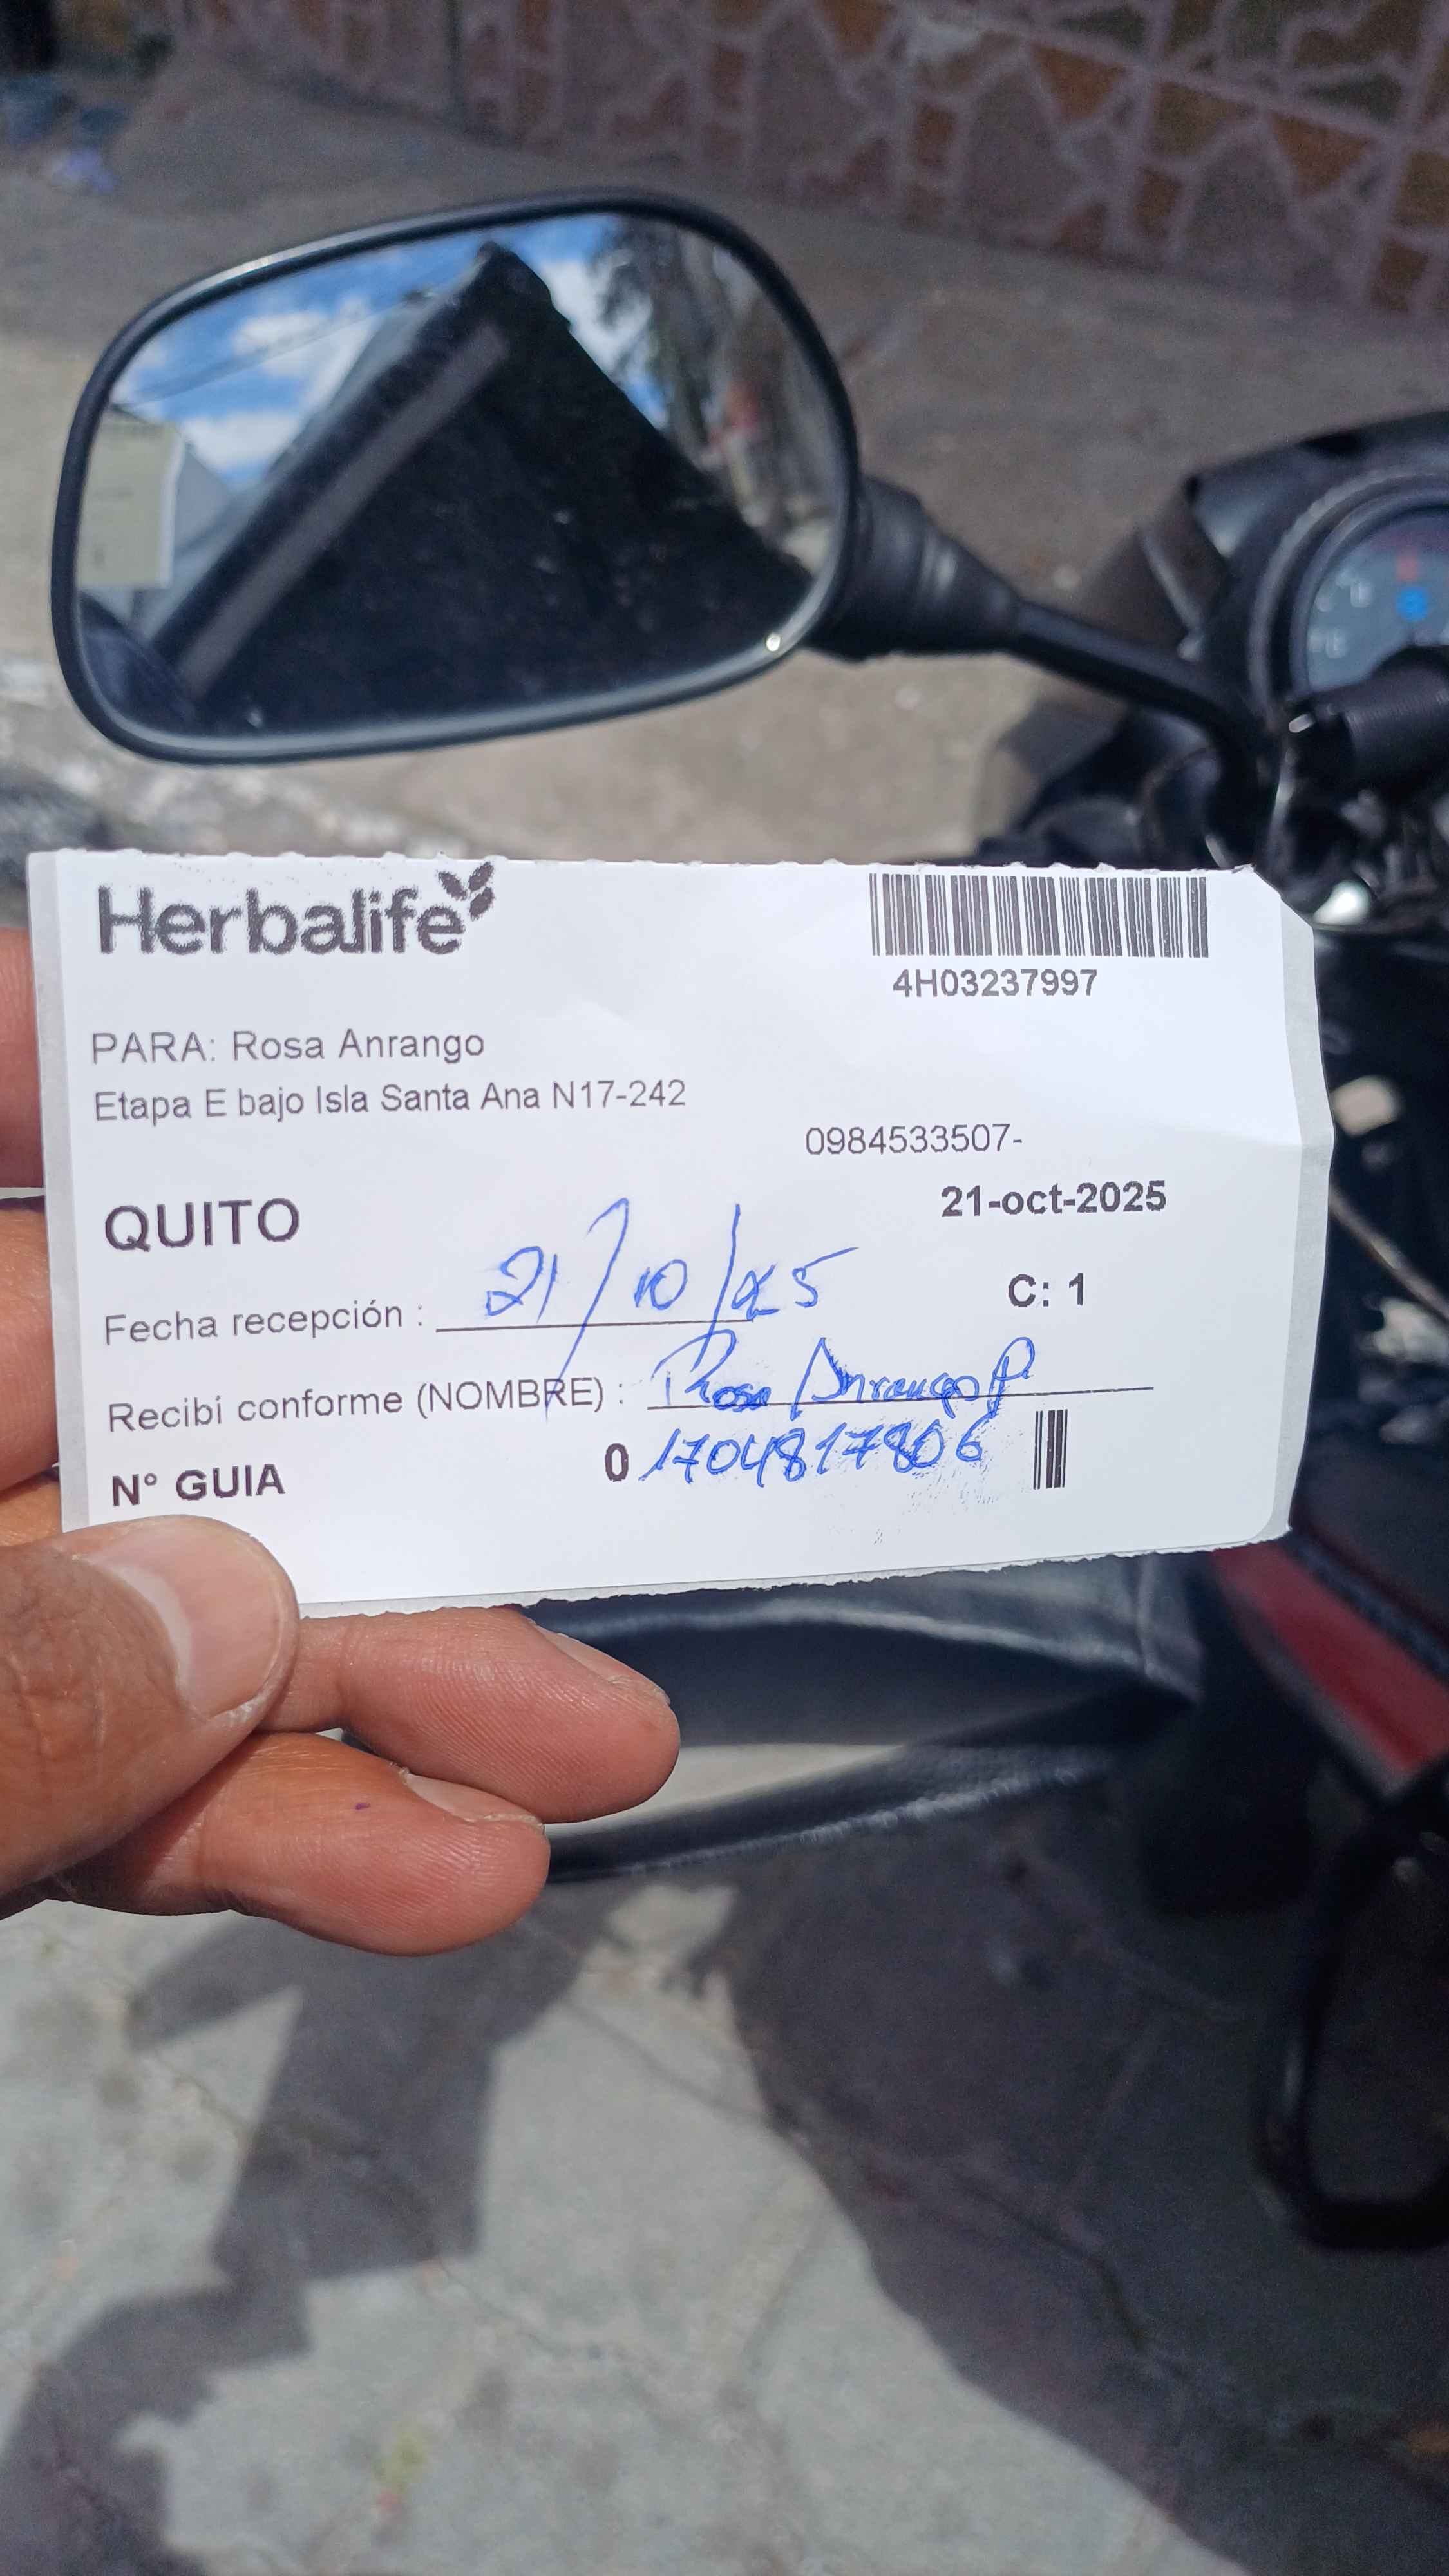 Herbalife
4H03237997
PARA: Rosa Anrango
Etapa E bajo Isla Santa Ana N17-242
0984533507-
QUITO
21-oct-2025
Fecha recepción : 21/10/25
C: 1
Recibi conforme (NOMBRE) : Rosa Anrango P.
N° GUIA 0 1704817806